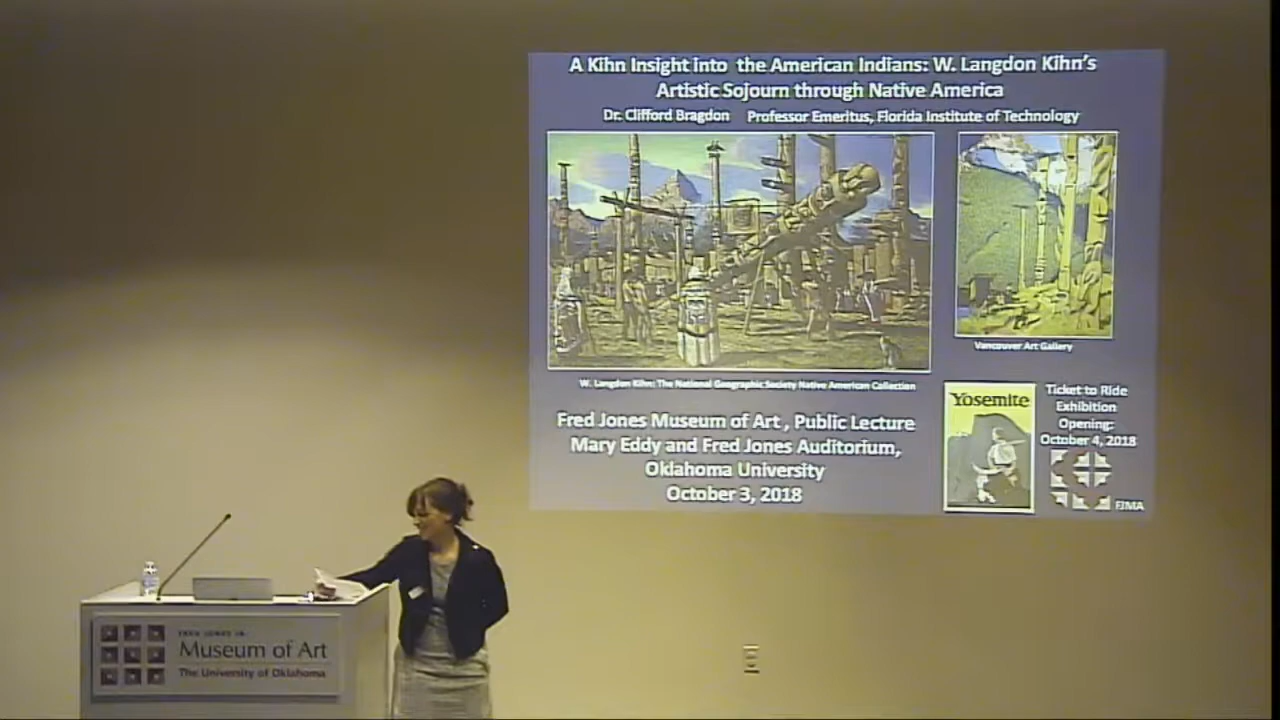 A Kihn Insight into the American Indians: W. Langdon Kihn's
Artistic Sojourn through Native America
Dr. Clifford Bragdon Professor Emeritus, Florida Institute of Technology
Vancouver Art Gallery
W. Langdon Kihn: The National Geographic Society Native American Collection
Fred Jones Museum of Art , Public Lecture
Mary Eddy and Fred Jones Auditorium,
Oklahoma University
October 3, 2018
Yosemite
Ticket to Ride
Exhibition
Opening:
October 4, 2018
FJMA
FRED JONES JR.
Museum of Art
The University of Oklahoma